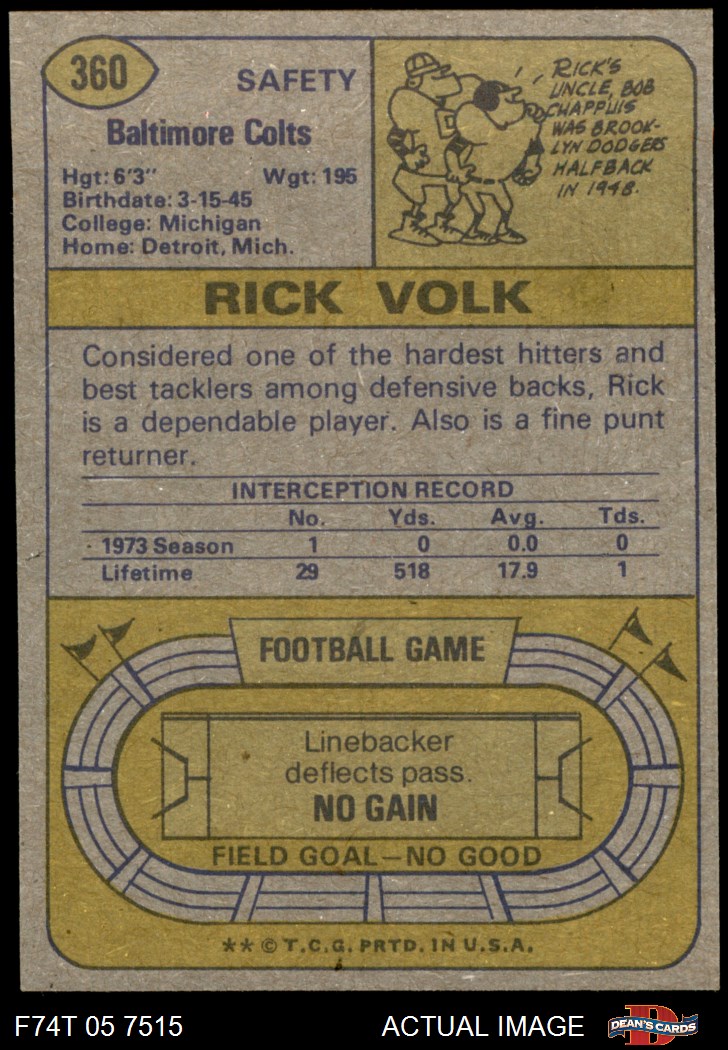 360
SAFETY
Baltimore Colts
Hgt: 6'3" Wgt: 195
Birthdate: 3-15-45
College: Michigan
Home: Detroit, Mich.
RICK'S
UNCLE, BOB
CHAPPUIS
WAS BROOK-
LYN DODGERS
HALFBACK
IN 1948.
RICK VOLK
Considered one of the hardest hitters and
best tacklers among defensive backs, Rick
is a dependable player. Also is a fine punt
returner.
INTERCEPTION RECORD
No. Yds. Avg. Tds.
1973 Season 1 0 0.0 0
Lifetime 29 518 17.9 1
FOOTBALL GAME
Linebacker
deflects pass.
NO GAIN
FIELD GOAL—NO GOOD
** © T.C.G. PRTD. IN U.S.A.
F74T 05 7515 ACTUAL IMAGE
DEAN'S CARDS